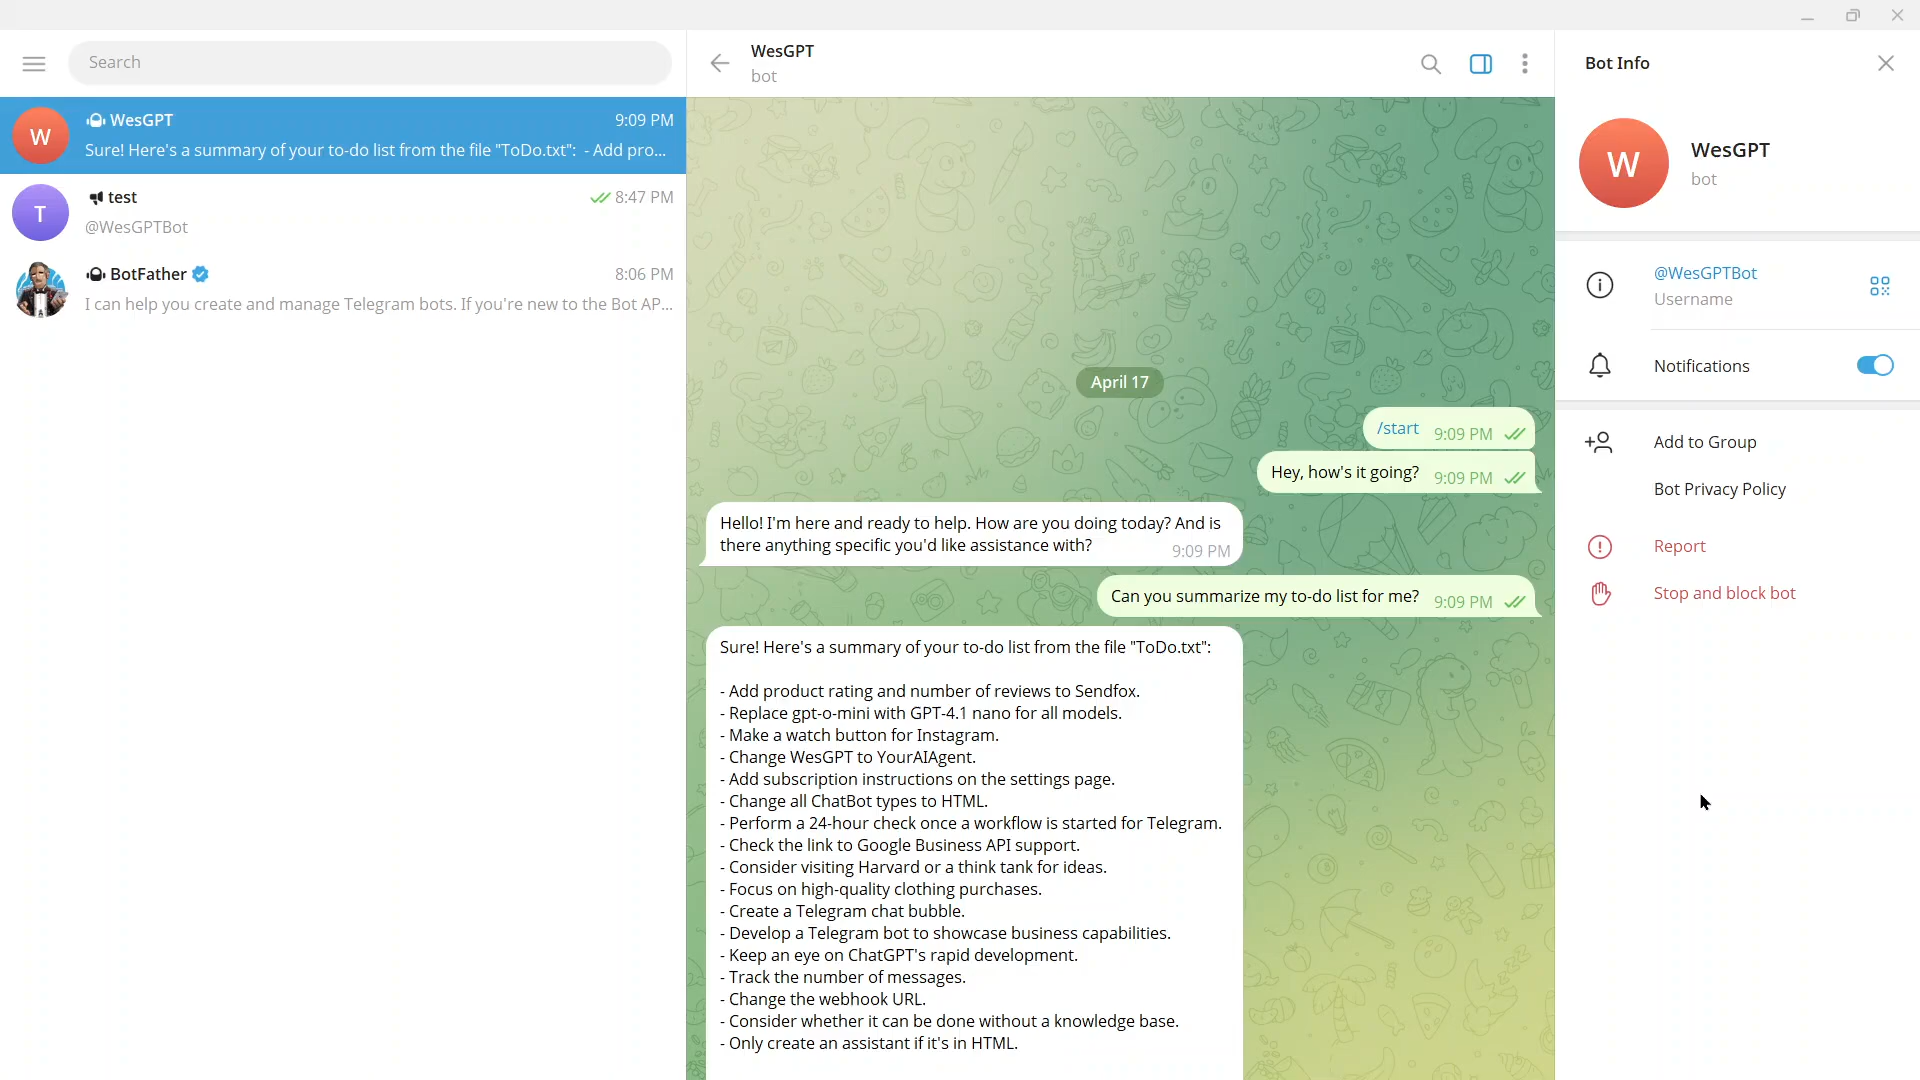 Search
WesGPT
9:09 PM
Sure! Here's a summary of your to-do list from the file "ToDo.txt":  - Add pro...
test
8:47 PM
@WesGPTBot
BotFather
8:06 PM
I can help you create and manage Telegram bots. If you're new to the Bot AP...
WesGPT
bot
April 17
/start 9:09 PM
Hey, how's it going? 9:09 PM
Hello! I'm here and ready to help. How are you doing today? And is
there anything specific you'd like assistance with? 9:09 PM
Can you summarize my to-do list for me? 9:09 PM
Sure! Here's a summary of your to-do list from the file "ToDo.txt":
- Add product rating and number of reviews to Sendfox.
- Replace gpt-o-mini with GPT-4.1 nano for all models.
- Make a watch button for Instagram.
- Change WesGPT to YourAIAgent.
- Add subscription instructions on the settings page.
- Change all ChatBot types to HTML.
- Perform a 24-hour check once a workflow is started for Telegram.
- Check the link to Google Business API support.
- Consider visiting Harvard or a think tank for ideas.
- Focus on high-quality clothing purchases.
- Create a Telegram chat bubble.
- Develop a Telegram bot to showcase business capabilities.
- Keep an eye on ChatGPT's rapid development.
- Track the number of messages.
- Change the webhook URL.
- Consider whether it can be done without a knowledge base.
- Only create an assistant if it's in HTML.
Bot Info
W
WesGPT
bot
@WesGPTBot
Username
Notifications
Add to Group
Bot Privacy Policy
Report
Stop and block bot
W
T